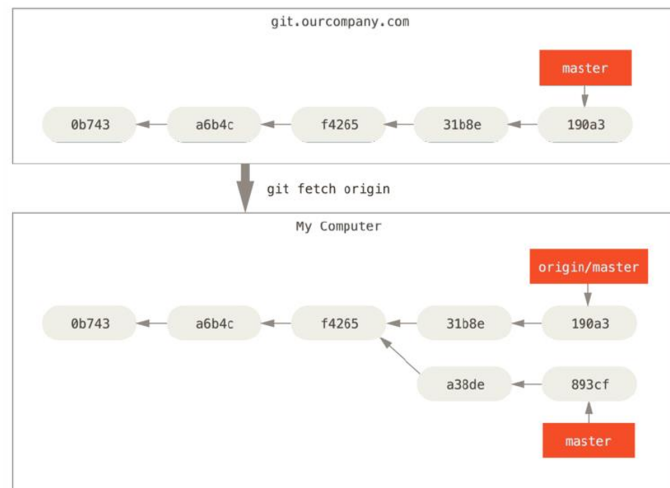 git.ourcompany.com
master
0b743 a6b4c f4265 31b8e 190a3
git fetch origin
My Computer
origin/master
0b743 a6b4c f4265 31b8e 190a3
a38de 893cf
master